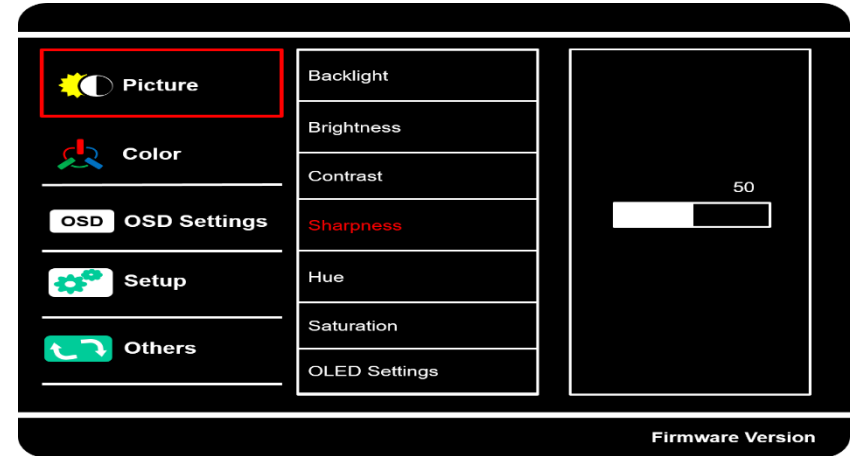 Picture
Color
OSD OSD Settings
Setup
Others
Backlight
Brightness
Contrast
Sharpness
Hue
Saturation
OLED Settings
50
Firmware Version